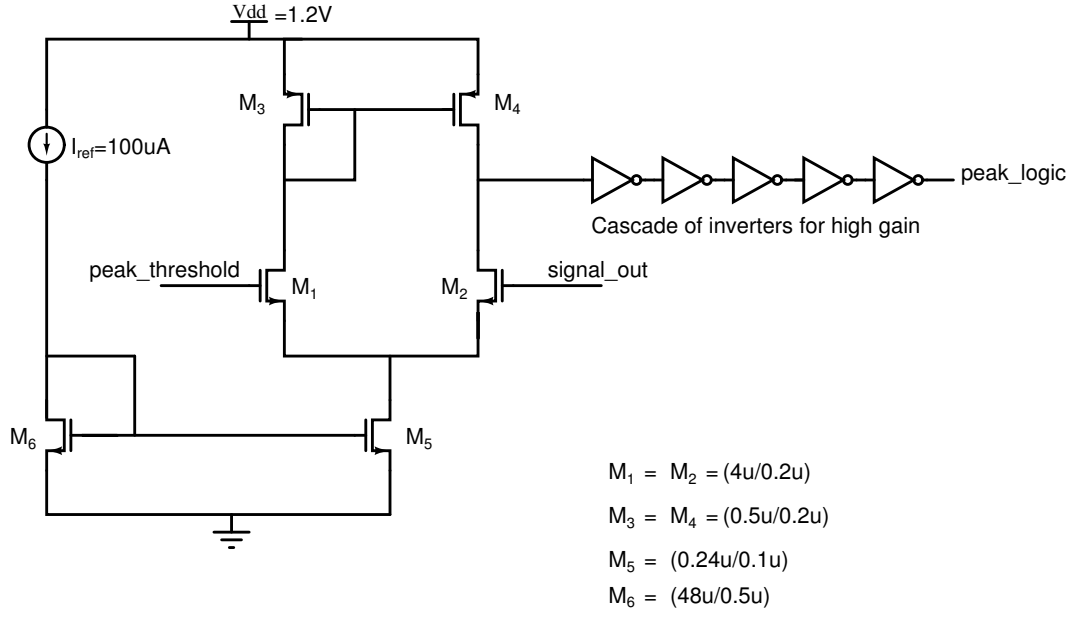 Vdd =1.2V
M3
M4
Iref=100uA
peak_logic
Cascade of inverters for high gain
peak_threshold
signal_out
M1
M2
M6
M5
M1 = M2 = (4u/0.2u)
M3 = M4 = (0.5u/0.2u)
M5 = (0.24u/0.1u)
M6 = (48u/0.5u)